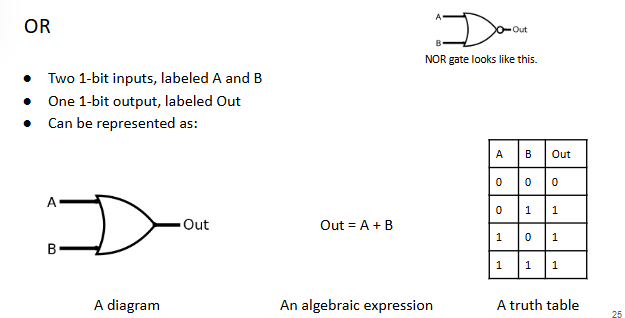 OR
A
Out
B
NOR gate looks like this.
● Two 1-bit inputs, labeled A and B
● One 1-bit output, labeled Out
● Can be represented as:
A
Out
B
Out = A + B
A B Out
0 0 0
0 1 1
1 0 1
1 1 1
A diagram
An algebraic expression
A truth table
25